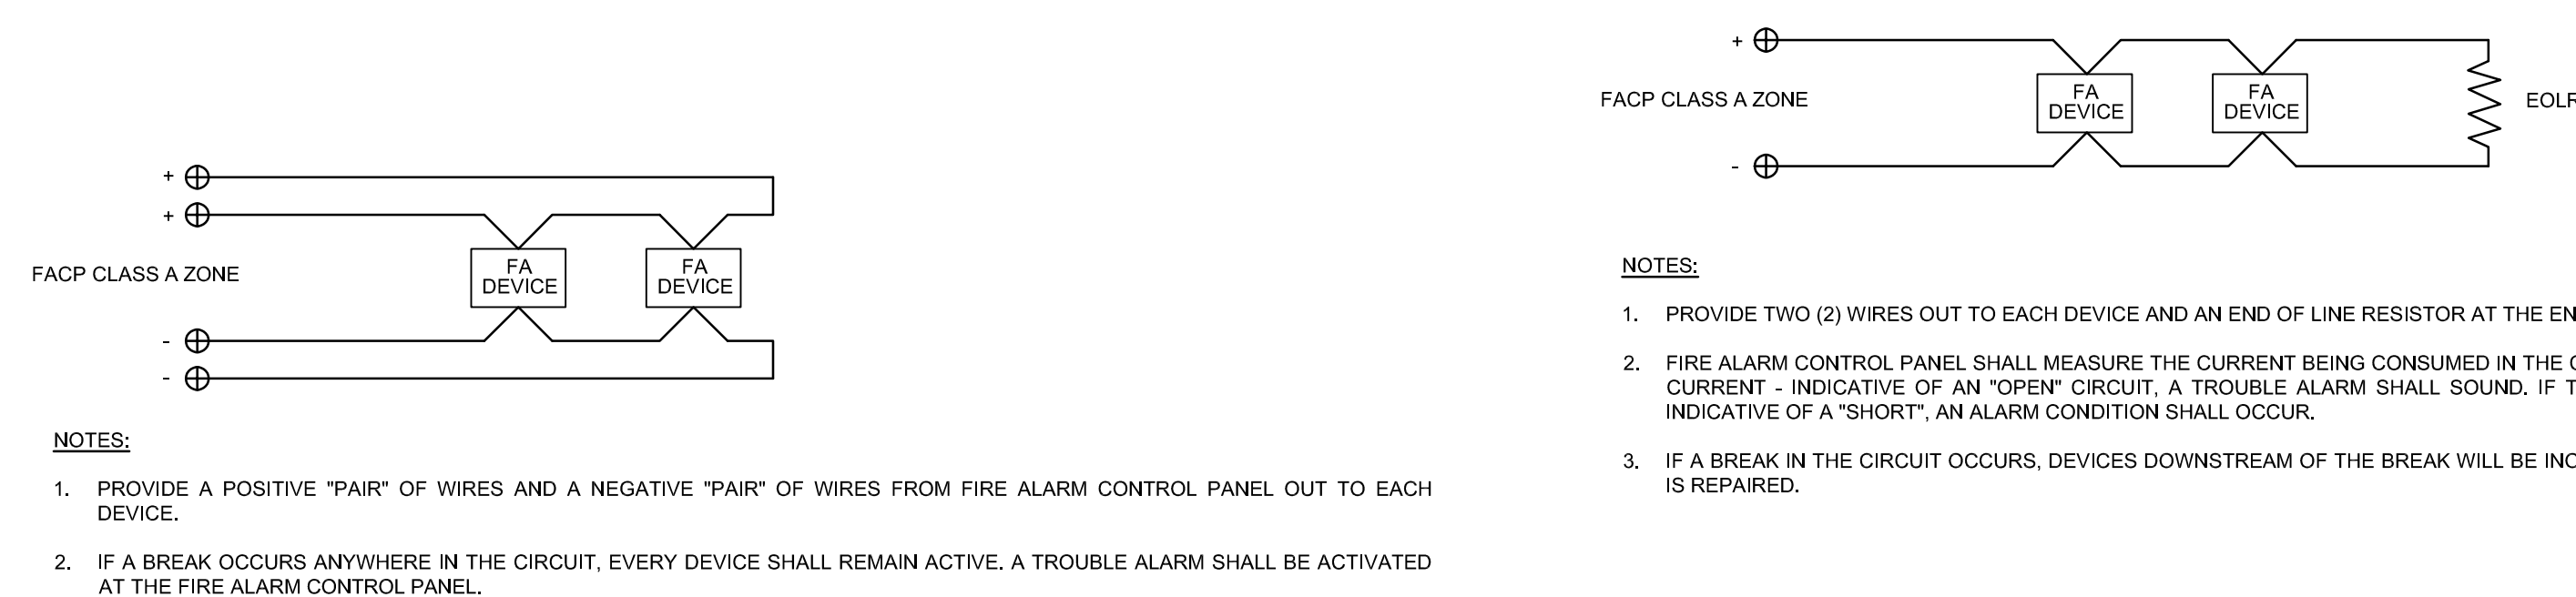 +
+
FACP CLASS A ZONE
FA
DEVICE
FA
DEVICE
-
-
NOTES:
1. PROVIDE A POSITIVE "PAIR" OF WIRES AND A NEGATIVE "PAIR" OF WIRES FROM FIRE ALARM CONTROL PANEL OUT TO EACH
DEVICE.
2. IF A BREAK OCCURS ANYWHERE IN THE CIRCUIT, EVERY DEVICE SHALL REMAIN ACTIVE. A TROUBLE ALARM SHALL BE ACTIVATED
AT THE FIRE ALARM CONTROL PANEL.
+
FACP CLASS A ZONE
FA
DEVICE
FA
DEVICE
EOLR
-
NOTES:
1. PROVIDE TWO (2) WIRES OUT TO EACH DEVICE AND AN END OF LINE RESISTOR AT THE
2. FIRE ALARM CONTROL PANEL SHALL MEASURE THE CURRENT BEING CONSUMED IN THE
CURRENT - INDICATIVE OF AN "OPEN" CIRCUIT, A TROUBLE ALARM SHALL SOUND. IF
INDICATIVE OF A "SHORT", AN ALARM CONDITION SHALL OCCUR.
3. IF A BREAK IN THE CIRCUIT OCCURS, DEVICES DOWNSTREAM OF THE BREAK WILL BE
IS REPAIRED.